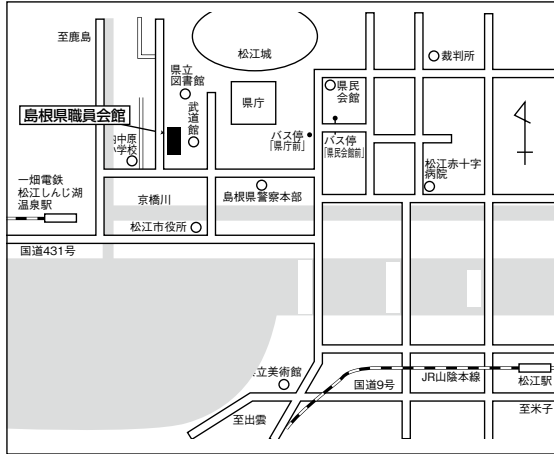 至鹿島
松江城
裁判所
県立
図書館
県民
会館
県庁
武道館
島根県職員会館
バス停
「県庁前」
バス停
「県民会館前」
内中原
小学校
松江赤十字
病院
一畑電鉄
松江しんじ湖
温泉駅
京橋川
島根県警察本部
松江市役所
国道431号
立美術館
国道9号
JR山陰本線
松江駅
至出雲
至米子